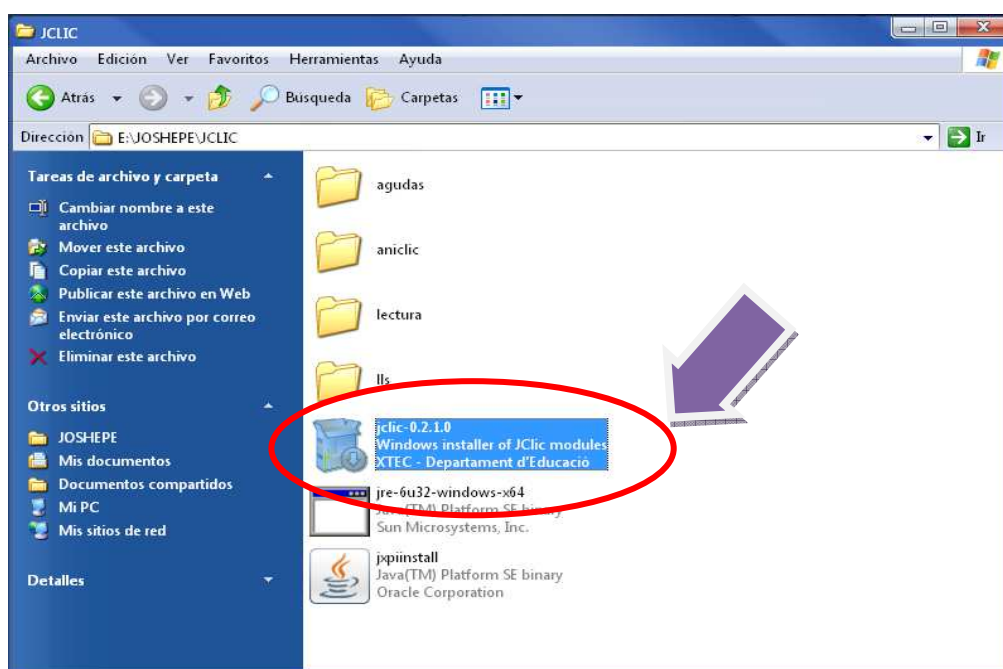 JCLIC
Archivo Edición Ver Favoritos Herramientas Ayuda
Atrás Búsqueda Carpetas
Dirección E:\JOSHEPE\JCLIC Ir
Tareas de archivo y carpeta
Cambiar nombre a este
archivo
Mover este archivo
Copiar este archivo
Publicar este archivo en Web
Enviar este archivo por correo
electrónico
Eliminar este archivo
Otros sitios
JOSHEPE
Mis documentos
Documentos compartidos
Mi PC
Mis sitios de red
Detalles
agudas
aniclic
lectura
lls
jclic-0.2.1.0
Windows installer of JClic modules
XTEC - Departament d'Educació
jre-6u32-windows-x64
Java(TM) Platform SE binary
Sun Microsystems, Inc.
jxpiinstall
Java(TM) Platform SE binary
Oracle Corporation